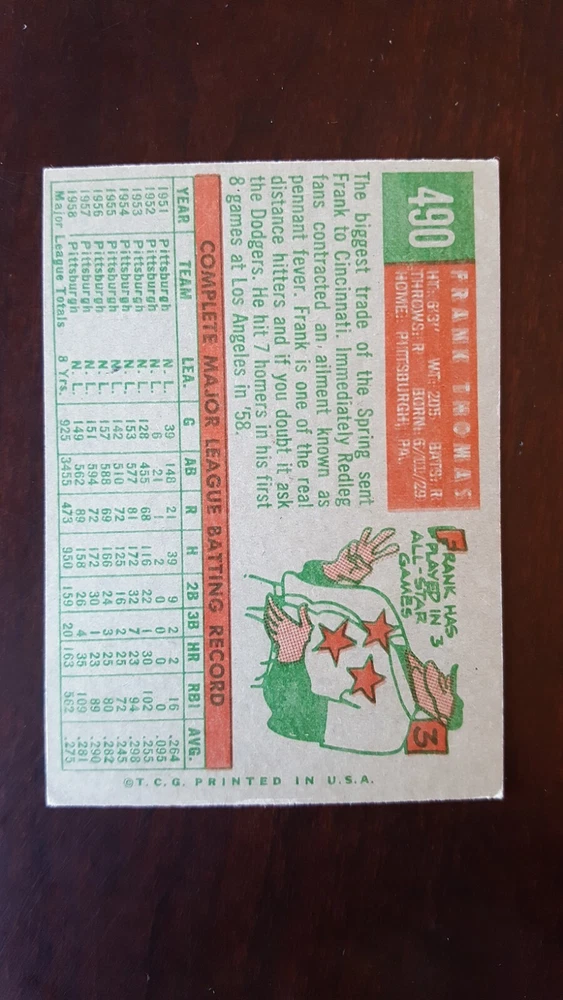 490
FRANK THOMAS
HT: 6'3" WT: 205 BATS: R
THROWS: R BORN: 6/11/29
HOME: PITTSBURGH, PA.
The biggest trade of the Spring sent
Frank to Cincinnati. Immediately Redleg
fans contracted an ailment known as
pennant fever. Frank is one of the real
distance hitters and if you doubt it, ask
the Dodgers. He hit 7 homers in his first
8 games at Los Angeles in '58.
FRANK HAS
PLAYED IN 3
ALL-STAR
GAMES
3
COMPLETE MAJOR LEAGUE BATTING RECORD
YEAR TEAM LEA. G AB R H 2B 3B HR RBI AVG.
1951 Pittsburgh N L. 39 148 21 39 9 2 2 16 .264
1952 Pittsburgh N L. 6 21 1 2 0 0 0 0 .095
1953 Pittsburgh N L. 128 455 68 116 22 1 30 102 .255
1954 Pittsburgh N L. 153 577 81 172 32 7 23 94 .298
1955 Pittsburgh N L. 142 510 72 125 16 2 25 72 .245
1956 Pittsburgh N L. 157 588 69 166 24 3 25 80 .282
1957 Pittsburgh N L. 151 594 72 172 30 1 23 89 .290
1958 Pittsburgh N L. 149 562 89 158 26 4 35 109 .281
Major League Totals 8 Yrs. 925 3455 473 950 159 20 163 562 .275
©T.C.G. PRINTED IN U.S.A.